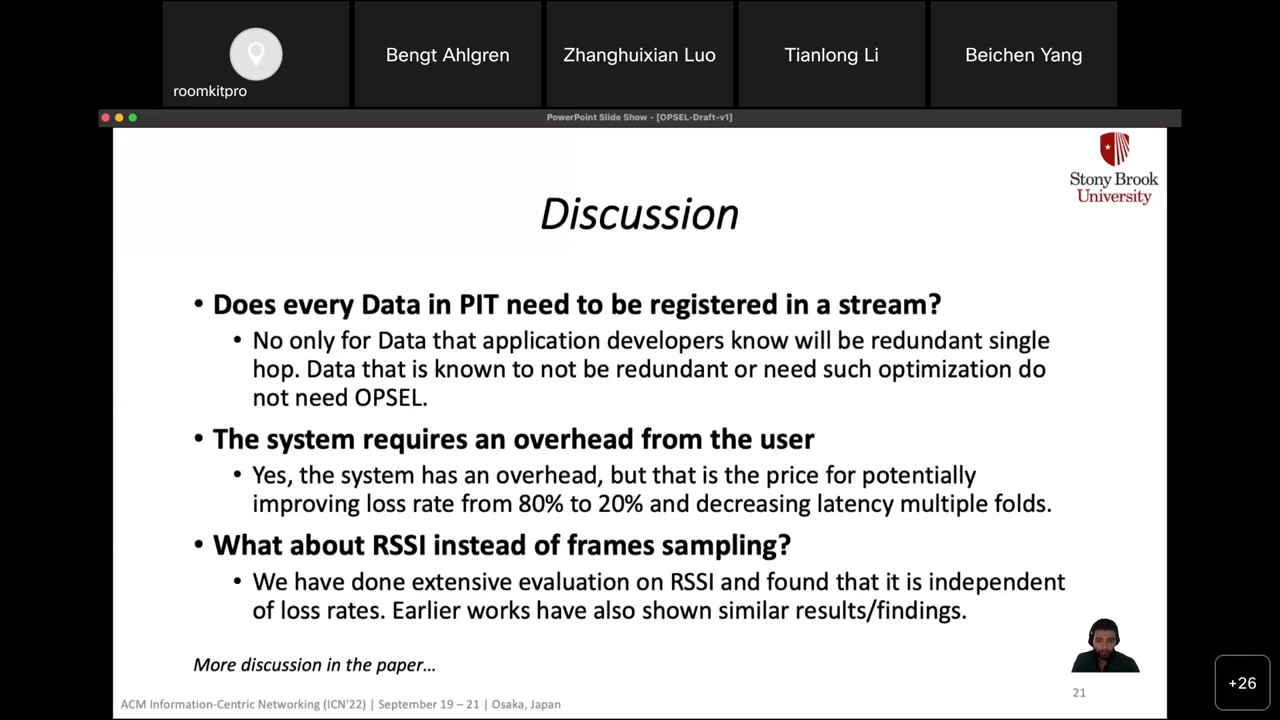 roomkitpro
Bengt Ahlgren
Zhanghuixian Luo
Tianlong Li
Beichen Yang
PowerPoint Slide Show - [OPSEL-Draft-v1]
Stony Brook
University
Discussion
• Does every Data in PIT need to be registered in a stream?
• No only for Data that application developers know will be redundant single
hop. Data that is known to not be redundant or need such optimization do
not need OPSEL.
• The system requires an overhead from the user
• Yes, the system has an overhead, but that is the price for potentially
improving loss rate from 80% to 20% and decreasing latency multiple folds.
• What about RSSI instead of frames sampling?
• We have done extensive evaluation on RSSI and found that it is independent
of loss rates. Earlier works have also shown similar results/findings.
More discussion in the paper...
ACM Information-Centric Networking (ICN'22) | September 19 – 21 | Osaka, Japan
21
+26